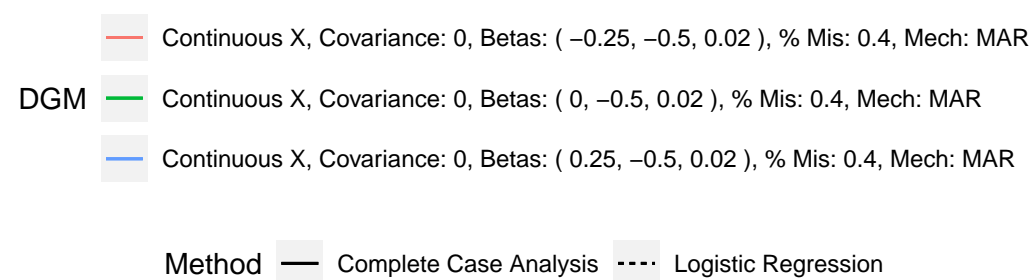 Continuous X, Covariance: 0, Betas: ( −0.25, −0.5, 0.02 ), % Mis: 0.4, Mech: MAR
DGM Continuous X, Covariance: 0, Betas: ( 0, −0.5, 0.02 ), % Mis: 0.4, Mech: MAR
Continuous X, Covariance: 0, Betas: ( 0.25, −0.5, 0.02 ), % Mis: 0.4, Mech: MAR
Method Complete Case Analysis Logistic Regression